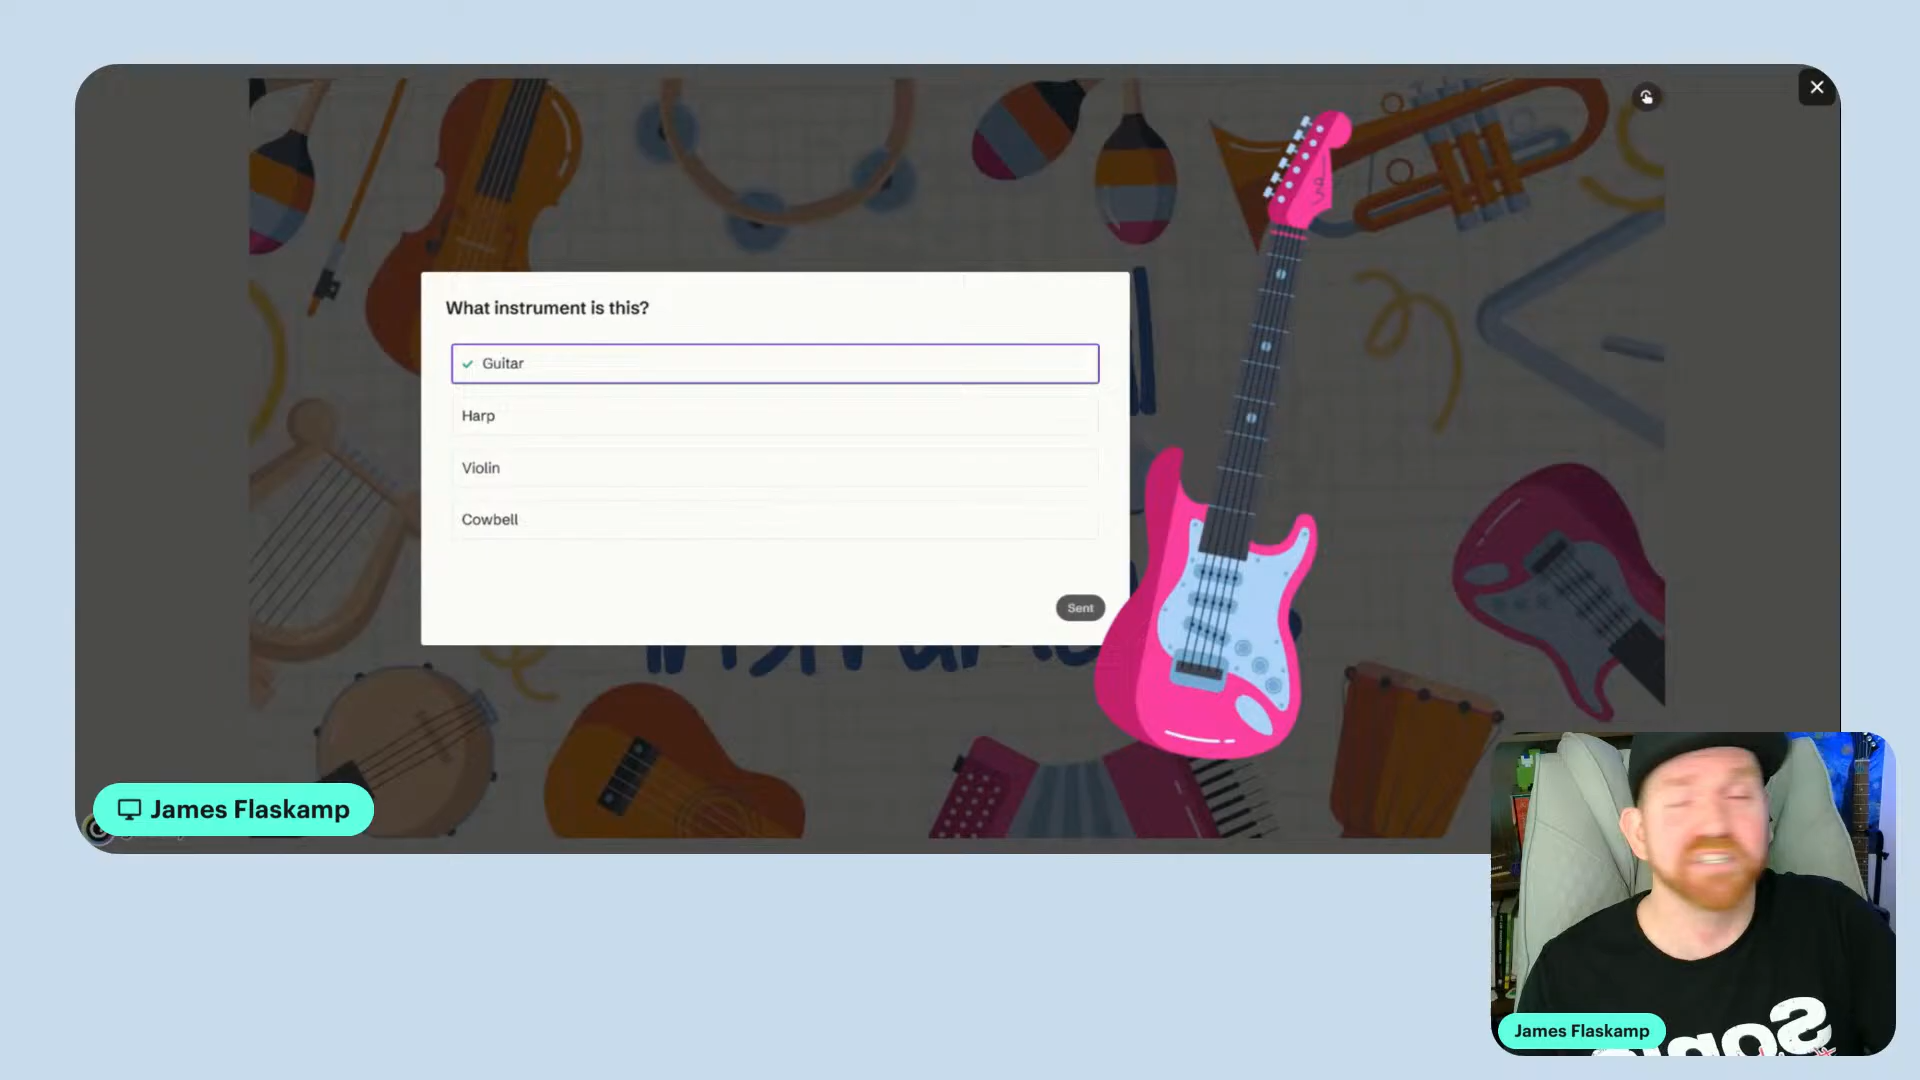 What instrument is this?
Guitar
Harp
Violin
Cowbell
Sent
James Flaskamp
James Flaskamp